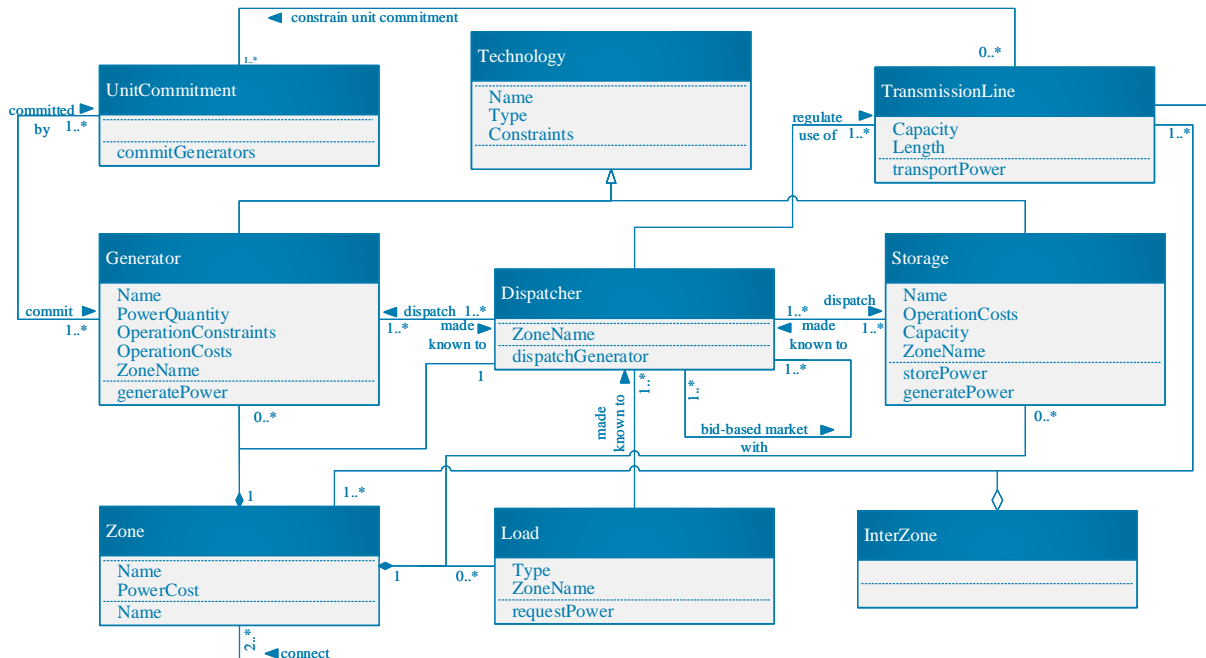 constrain unit commitment
1..*
0..*
Technology
Name
Type
Constraints
UnitCommitment
commitGenerators
committed
by
1..*
TransmissionLine
Capacity
Length
transportPower
regulate
use of
1..*
1..*
Generator
Name
PowerQuantity
OperationConstraints
OperationCosts
ZoneName
generatePower
commit
1..*
dispatch
1..*
1..*
made
known to
Dispatcher
ZoneName
dispatchGenerator
dispatch
1..*
1..*
made
known to
Storage
Name
OperationCosts
Capacity
ZoneName
storePower
generatePower
0..*
1
1..*
1..*
1..*
0..*
made
known to
bid-based market
with
1
1..*
Zone
Name
PowerCost
Name
1
0..*
Load
Type
ZoneName
requestPower
InterZone
2..*
connect